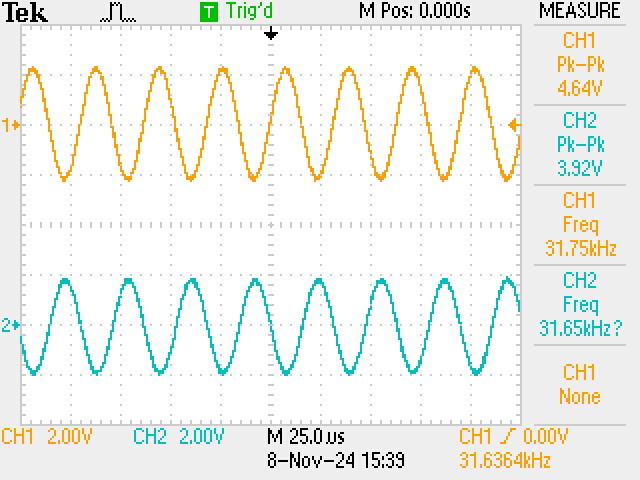 Tek T Trig'd M Pos: 0.000s MEASURE
CH1
Pk-Pk
4.64V
CH2
Pk-Pk
3.92V
CH1
Freq
31.75kHz
CH2
Freq
31.65kHz?
CH1
None
1
2
CH1 2.00V CH2 2.00V M 25.0us CH1 0.00V
8-Nov-24 15:39 31.6364kHz